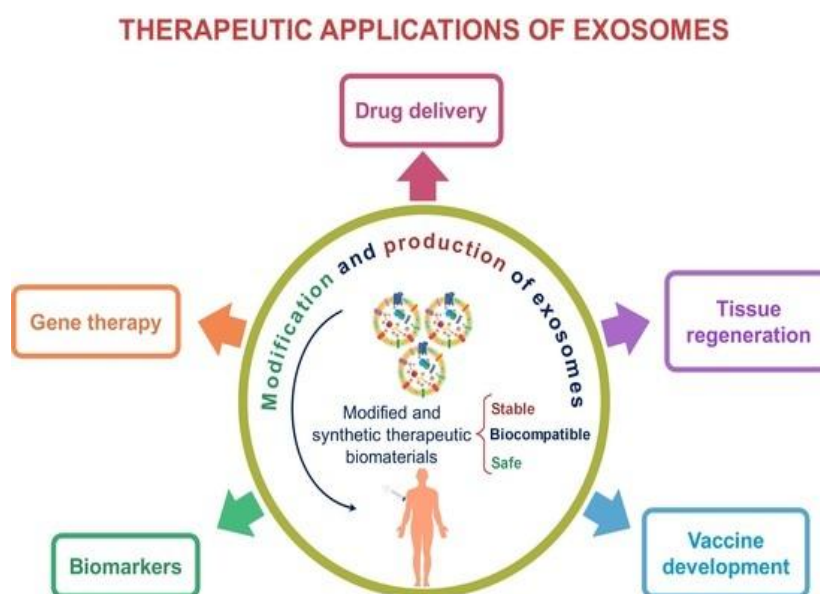 THERAPEUTIC APPLICATIONS OF EXOSOMES
Drug delivery
Modification and production of exosomes
Gene therapy
Tissue
regeneration
Modified and
synthetic therapeutic
biomaterials
Stable
Biocompatible
Safe
Biomarkers
Vaccine
development